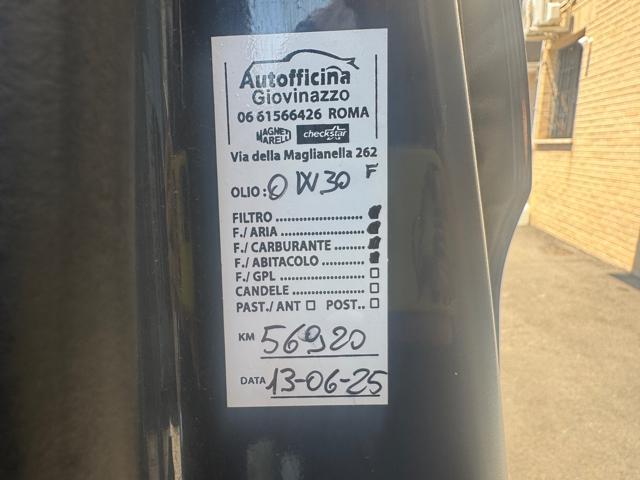 Autofficina
Giovinazzo
06 61566426 ROMA
MAGNETI MARELLI checkstar
Via della Maglianella 262
OLIO: 0W30 F
FILTRO
F./ARIA
F./CARBURANTE
F./ABITACOLO
F./GPL
CANDELE
PAST./ANT □ POST.. □
KM 56920
DATA 13-06-25